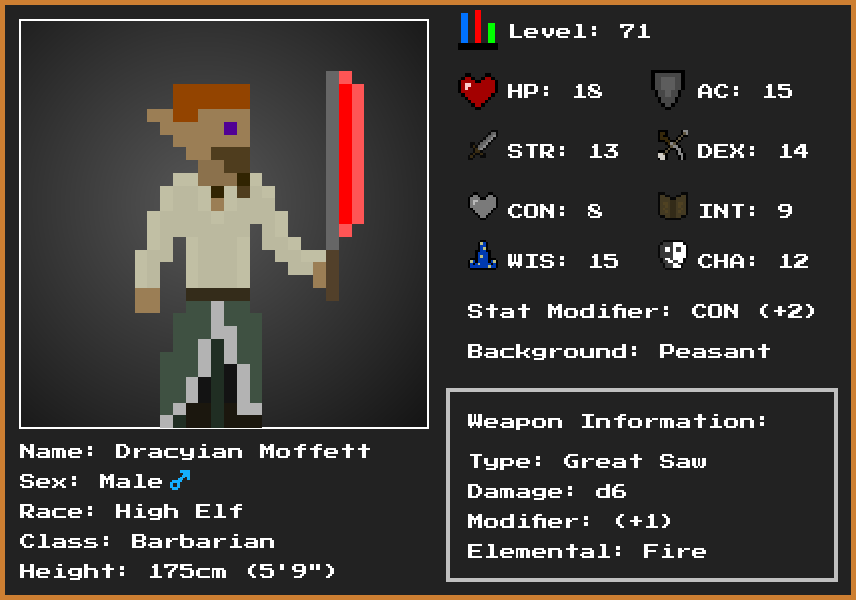 Level: 71
HP: 18 AC: 15
STR: 13 DEX: 14
CON: 8 INT: 9
WIS: 15 CHA: 12
Stat Modifier: CON (+2)
Background: Peasant
Weapon Information:
Type: Great Saw
Damage: d6
Modifier: (+1)
Elemental: Fire
Name: Dracyian Moffett
Sex: Male♂
Race: High Elf
Class: Barbarian
Height: 175cm (5'9")